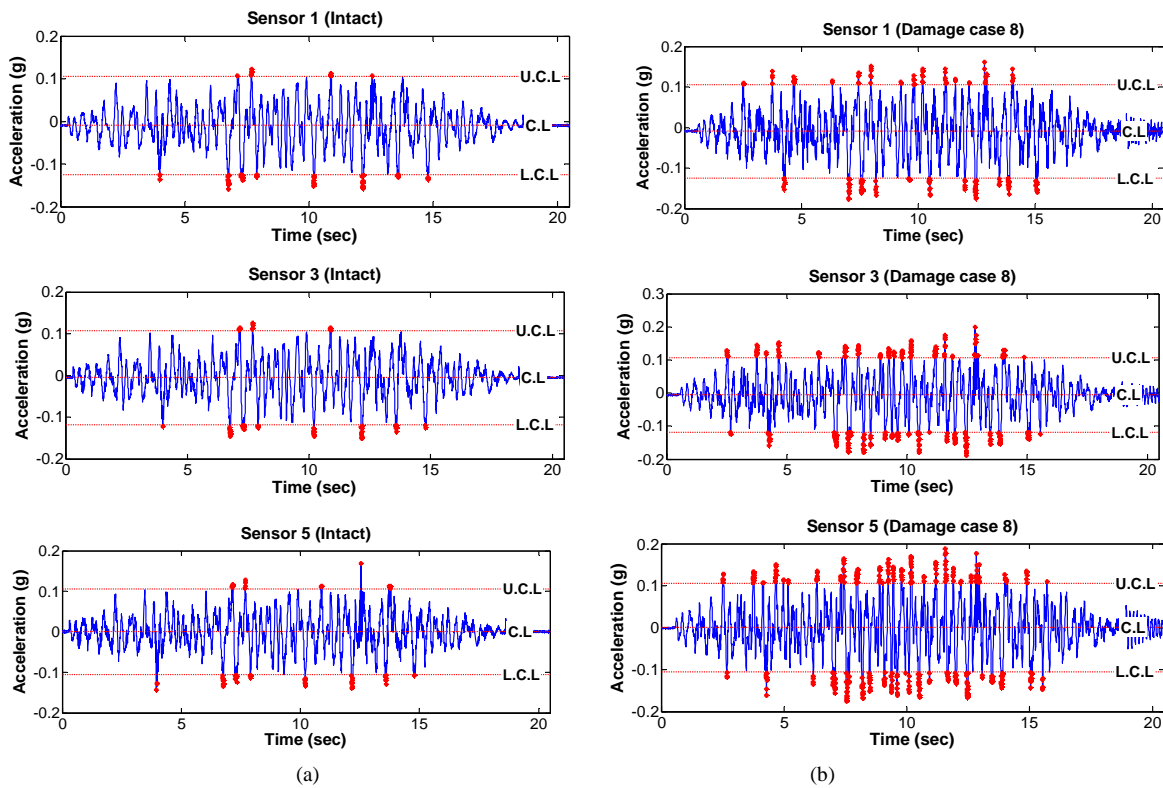 Sensor 1 (Intact)
Acceleration (g)
0.2
0.1
0
-0.1
-0.2
U.C.L
C.L
L.C.L
0 5 10 15 20
Time (sec)
Sensor 3 (Intact)
Acceleration (g)
0.2
0.1
0
-0.1
-0.2
U.C.L
C.L
L.C.L
0 5 10 15 20
Time (sec)
Sensor 5 (Intact)
Acceleration (g)
0.2
0.1
0
-0.1
-0.2
U.C.L
C.L
L.C.L
0 5 10 15 20
Time (sec)
(a)
Sensor 1 (Damage case 8)
Acceleration (g)
0.2
0.1
0
-0.1
-0.2
U.C.L
C.L
L.C.L
0 5 10 15 20
Time (sec)
Sensor 3 (Damage case 8)
Acceleration (g)
0.3
0.2
0.1
0
-0.1
-0.2
U.C.L
C.L
L.C.L
0 5 10 15 20
Time (sec)
Sensor 5 (Damage case 8)
Acceleration (g)
0.2
0.1
0
-0.1
-0.2
U.C.L
C.L
L.C.L
0 5 10 15 20
Time (sec)
(b)